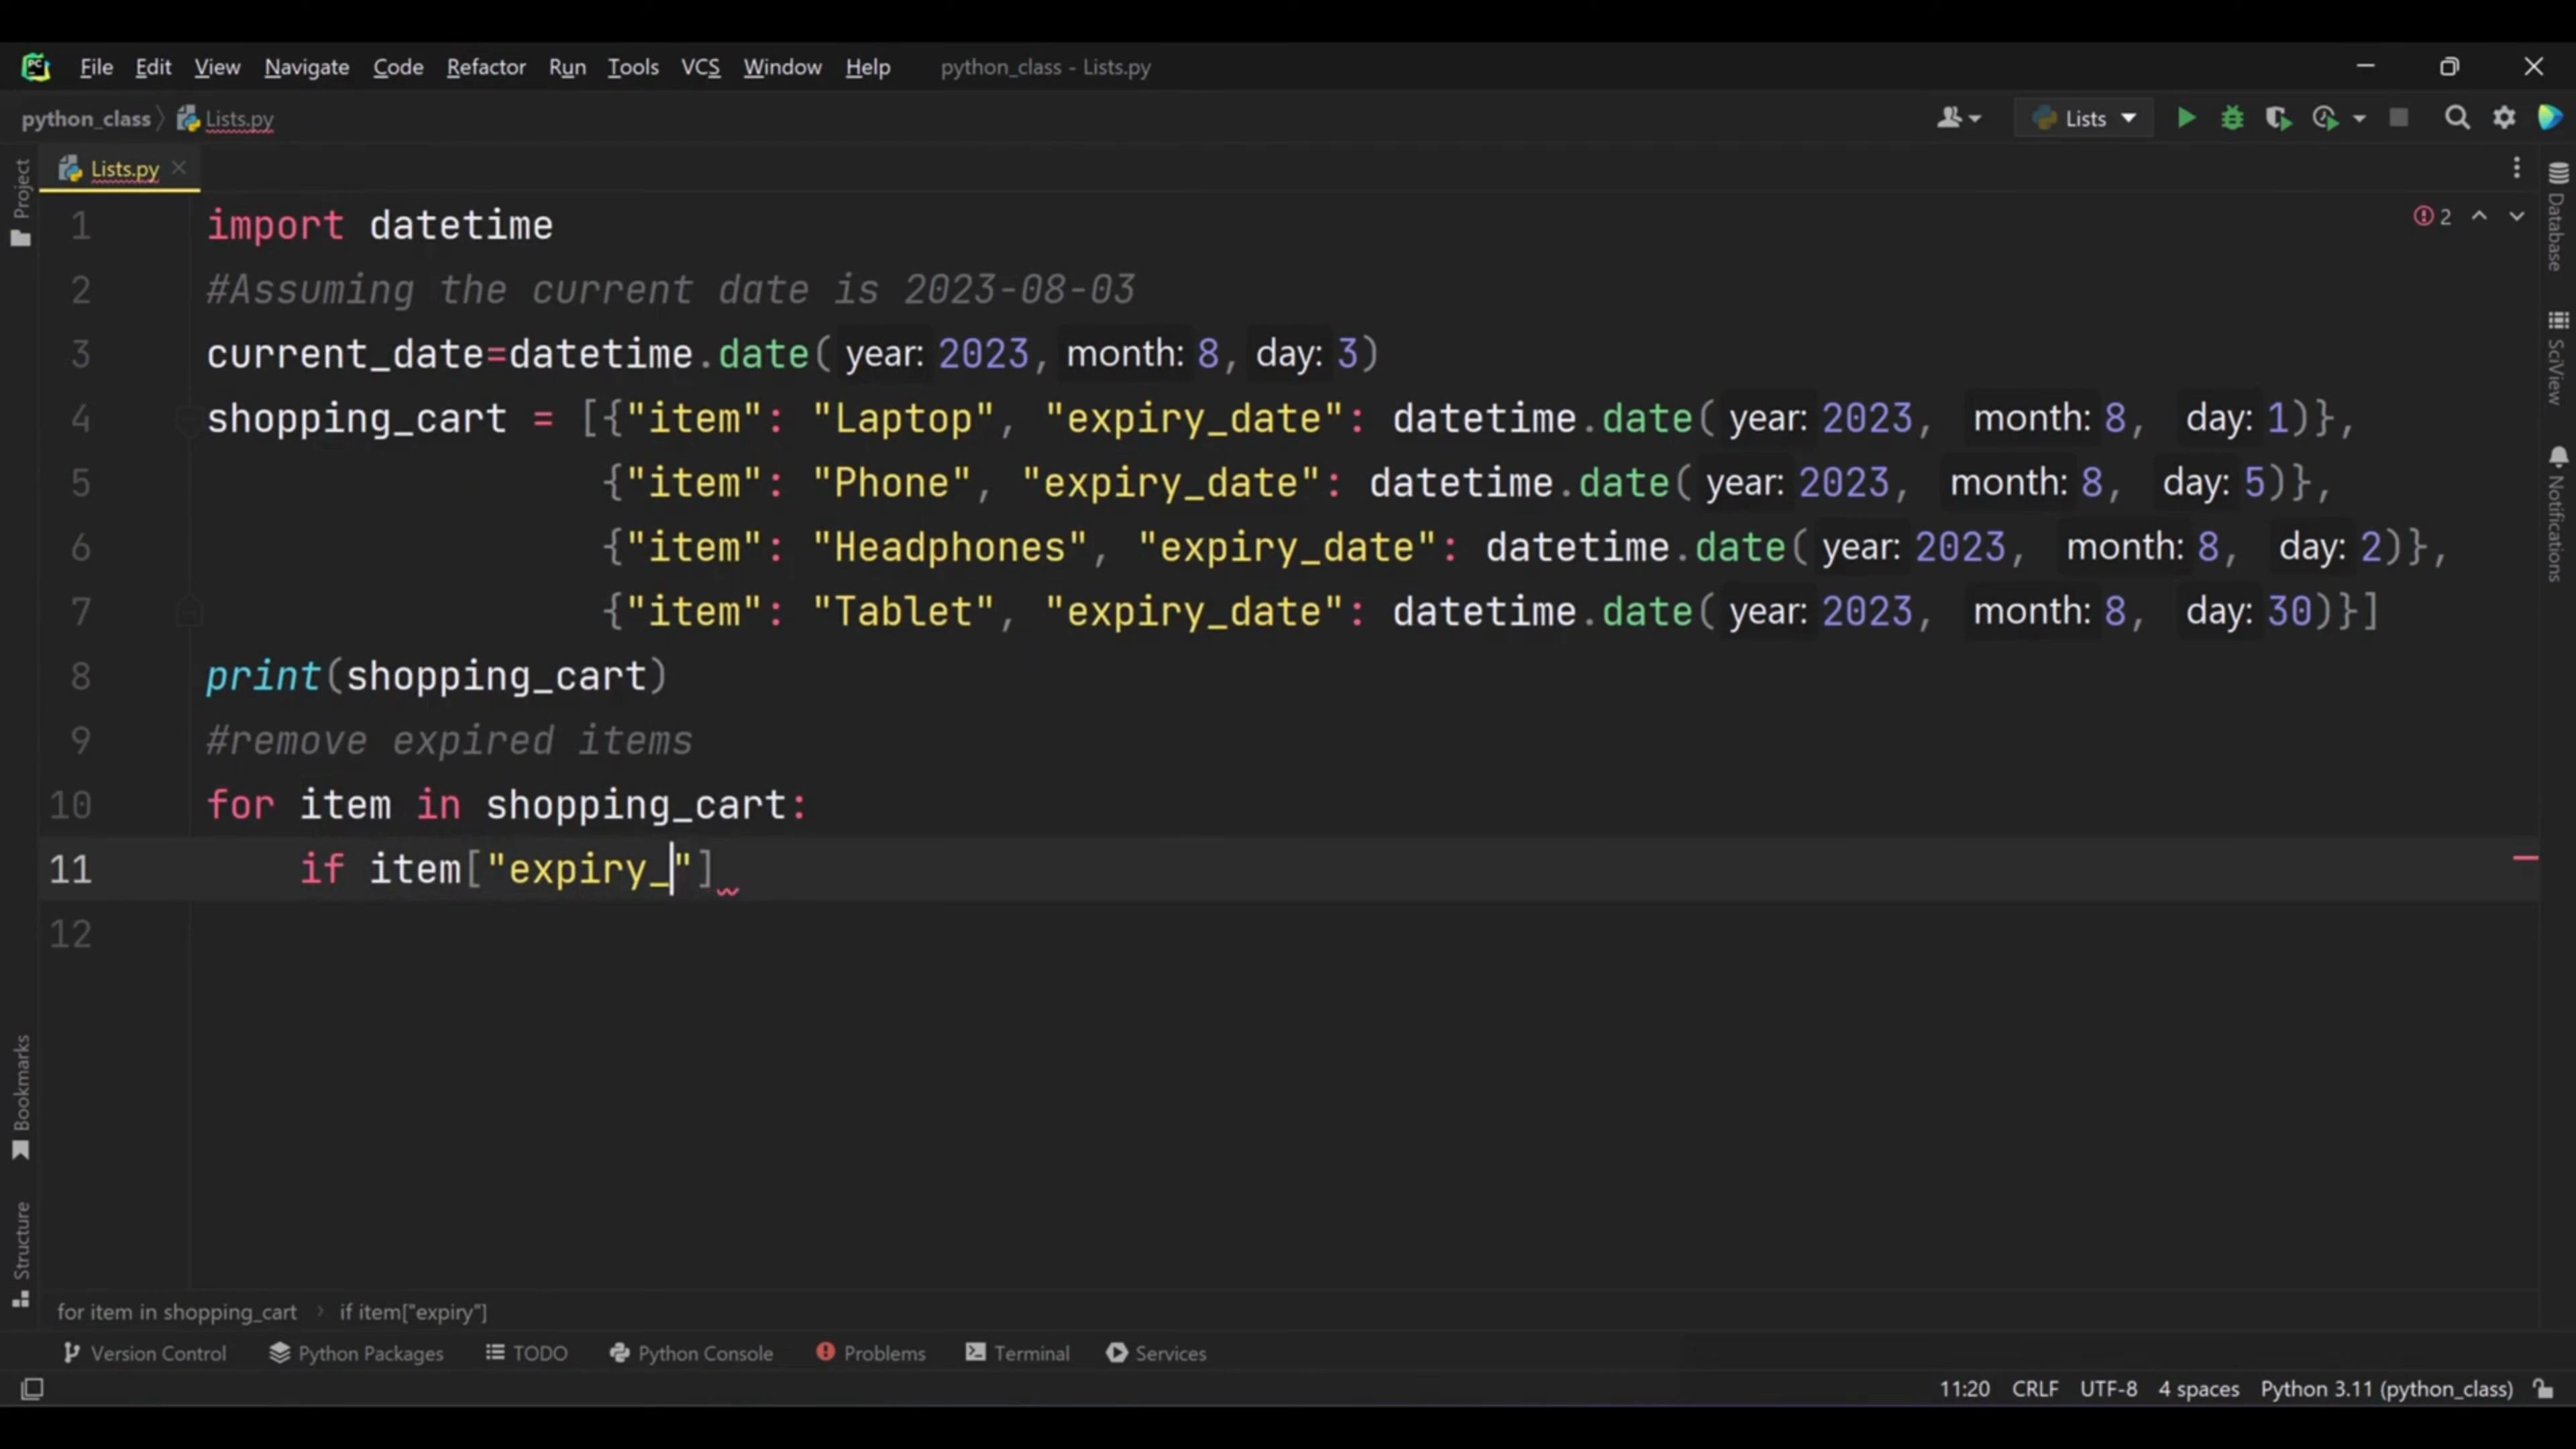 PC File Edit View Navigate Code Refactor Run Tools VCS Window Help python_class - Lists.py
python_class Lists.py Lists
Lists.py
Project
Database
SciView
Notifications
2
1 import datetime
2 #Assuming the current date is 2023-08-03
3 current_date=datetime.date( year: 2023, month: 8, day: 3)
4 shopping_cart = [{"item": "Laptop", "expiry_date": datetime.date( year: 2023, month: 8, day: 1)},
5 {"item": "Phone", "expiry_date": datetime.date( year: 2023, month: 8, day: 5)},
6 {"item": "Headphones", "expiry_date": datetime.date( year: 2023, month: 8, day: 2)},
7 {"item": "Tablet", "expiry_date": datetime.date( year: 2023, month: 8, day: 30)}]
8 print(shopping_cart)
9 #remove expired items
10 for item in shopping_cart:
11 if item["expiry_"]
12
Bookmarks
Structure
for item in shopping_cart › if item["expiry"]
Version Control Python Packages TODO Python Console Problems Terminal Services
11:20 CRLF UTF-8 4 spaces Python 3.11 (python_class)